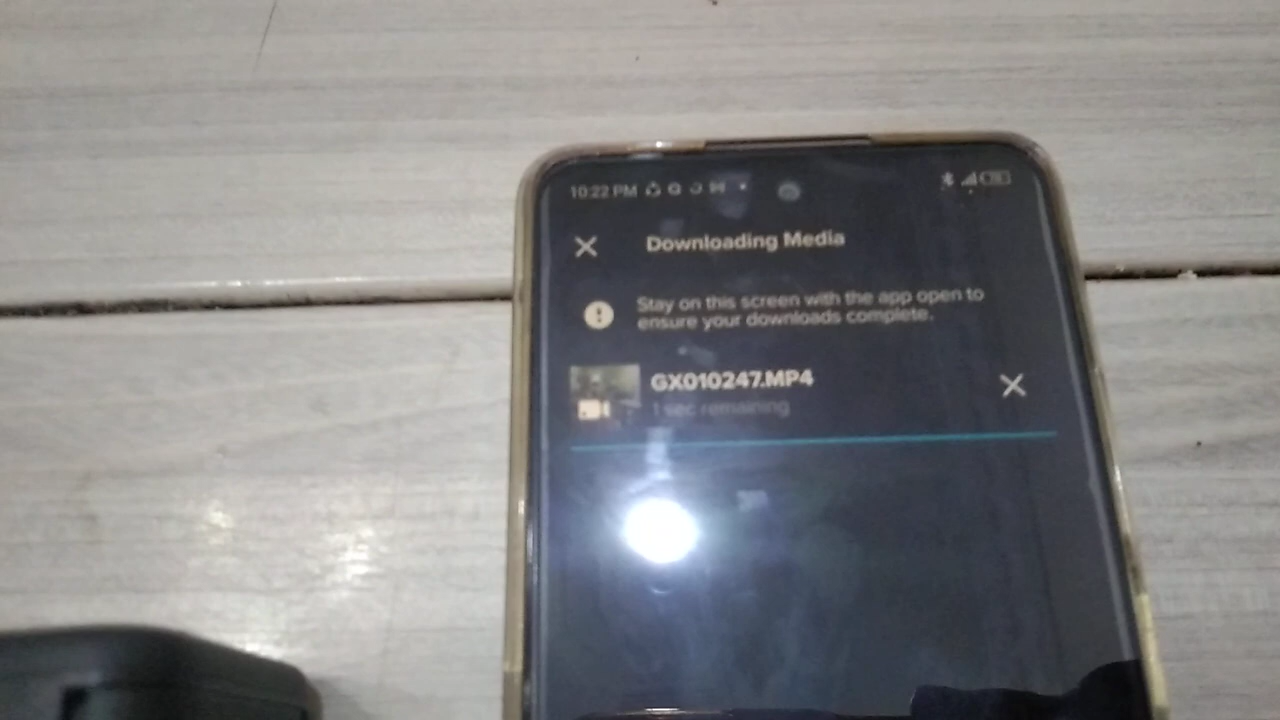 10:22 PM
Downloading Media
Stay on this screen with the app open to
ensure your downloads complete.
GX010247.MP4
1 sec remaining